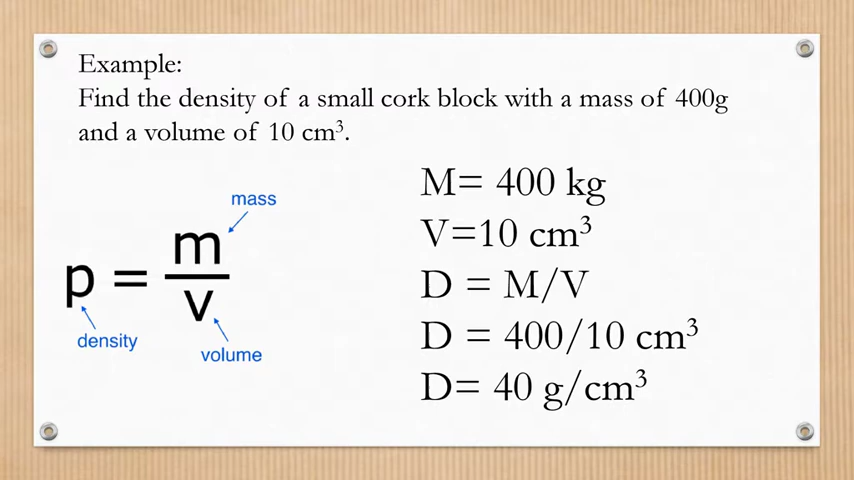 Example:
Find the density of a small cork block with a mass of 400g
and a volume of 10 cm³.
mass
p = m/v
density
volume
M= 400 kg
V=10 cm³
D = M/V
D = 400/10 cm³
D= 40 g/cm³